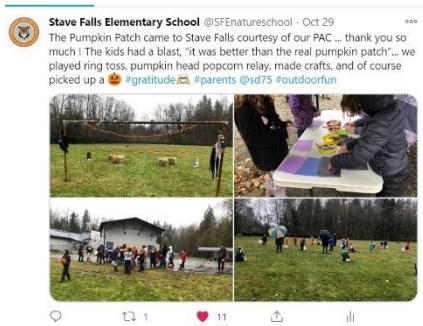 Stave Falls Elementary School @SFEnatureschool · Oct 29
The Pumpkin Patch came to Stave Falls courtesy of our PAC ... thank you so
much ! The kids had a blast, "it was better than the real pumpkin patch"... we
played ring toss, pumpkin head popcorn relay, made crafts, and of course
picked up a 🎃 #gratitude🫶 #parents @sd75 #outdoorfun
1 11